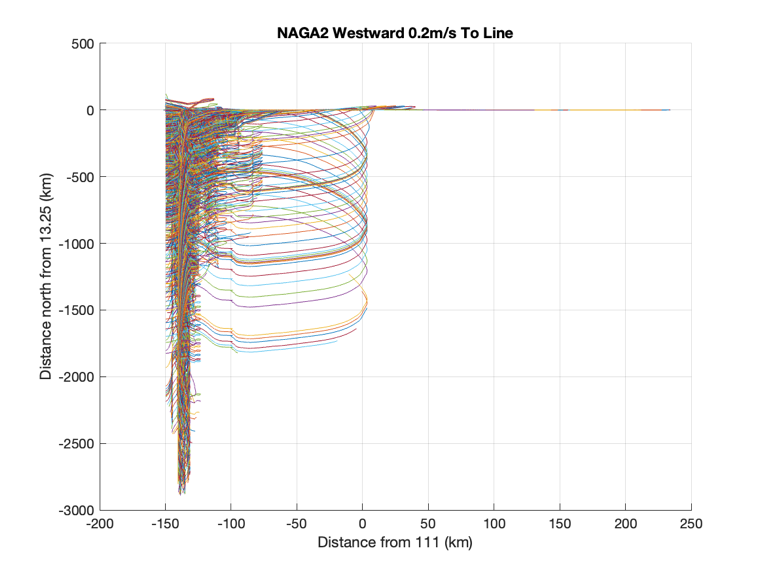 NAGA2 Westward 0.2m/s To Line
500
0
-500
-1000
-1500
-2000
-2500
-3000
Distance north from 13.25 (km)
-200 -150 -100 -50 0 50 100 150 200 250
Distance from 111 (km)